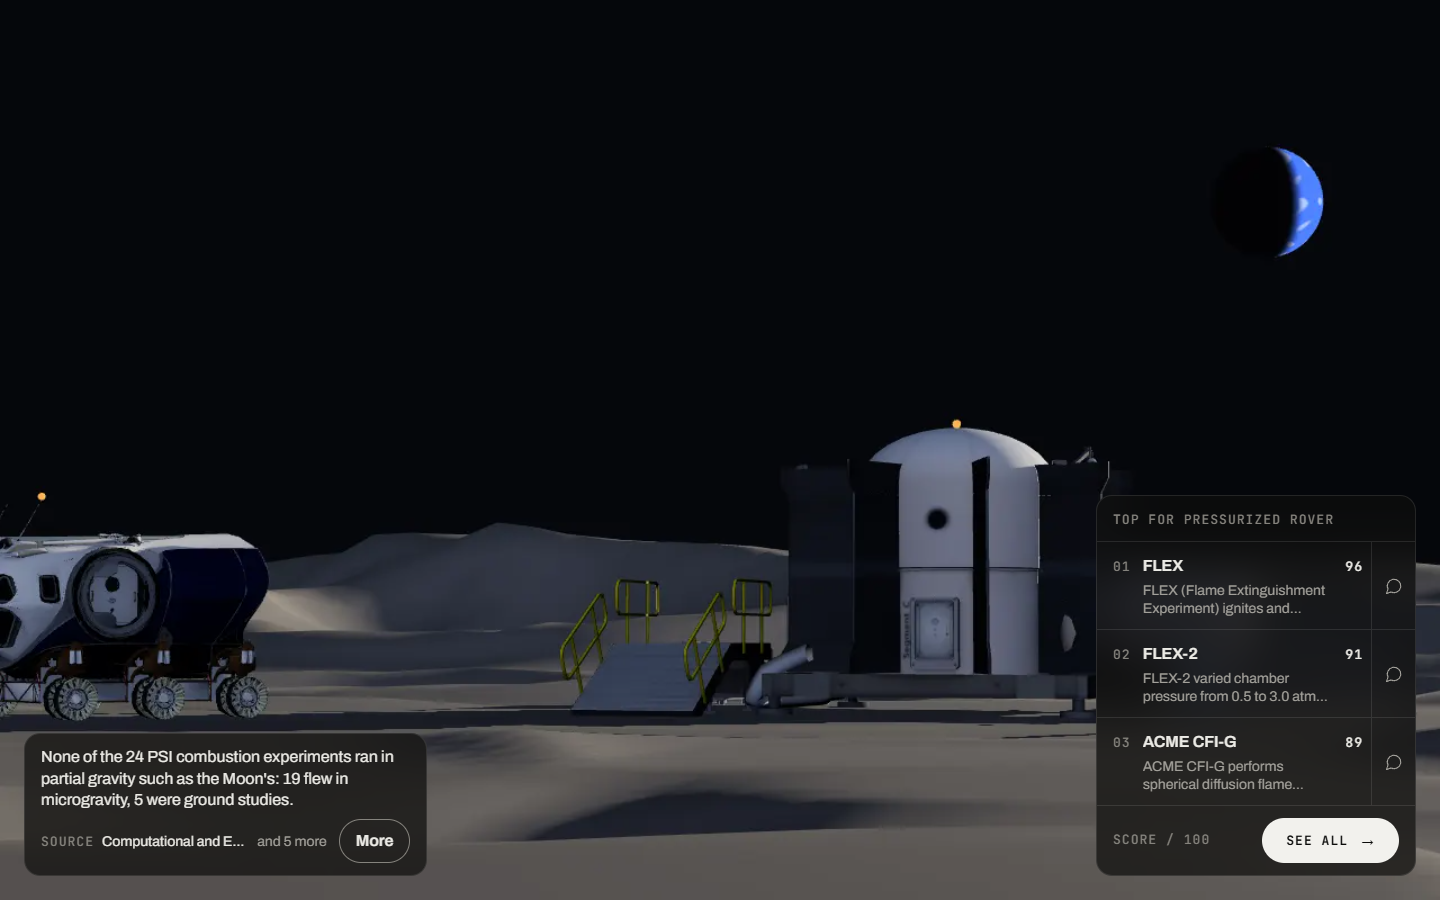 Segment
TOP FOR PRESSURIZED ROVER
01 FLEX 96
FLEX (Flame Extinguishment
Experiment) ignites and...
02 FLEX-2 91
FLEX-2 varied chamber
pressure from 0.5 to 3.0 atm...
03 ACME CFI-G 89
ACME CFI-G performs
spherical diffusion flame...
SCORE / 100
SEE ALL →
None of the 24 PSI combustion experiments ran in
partial gravity such as the Moon's: 19 flew in
microgravity, 5 were ground studies.
SOURCE Computational and E... and 5 more More